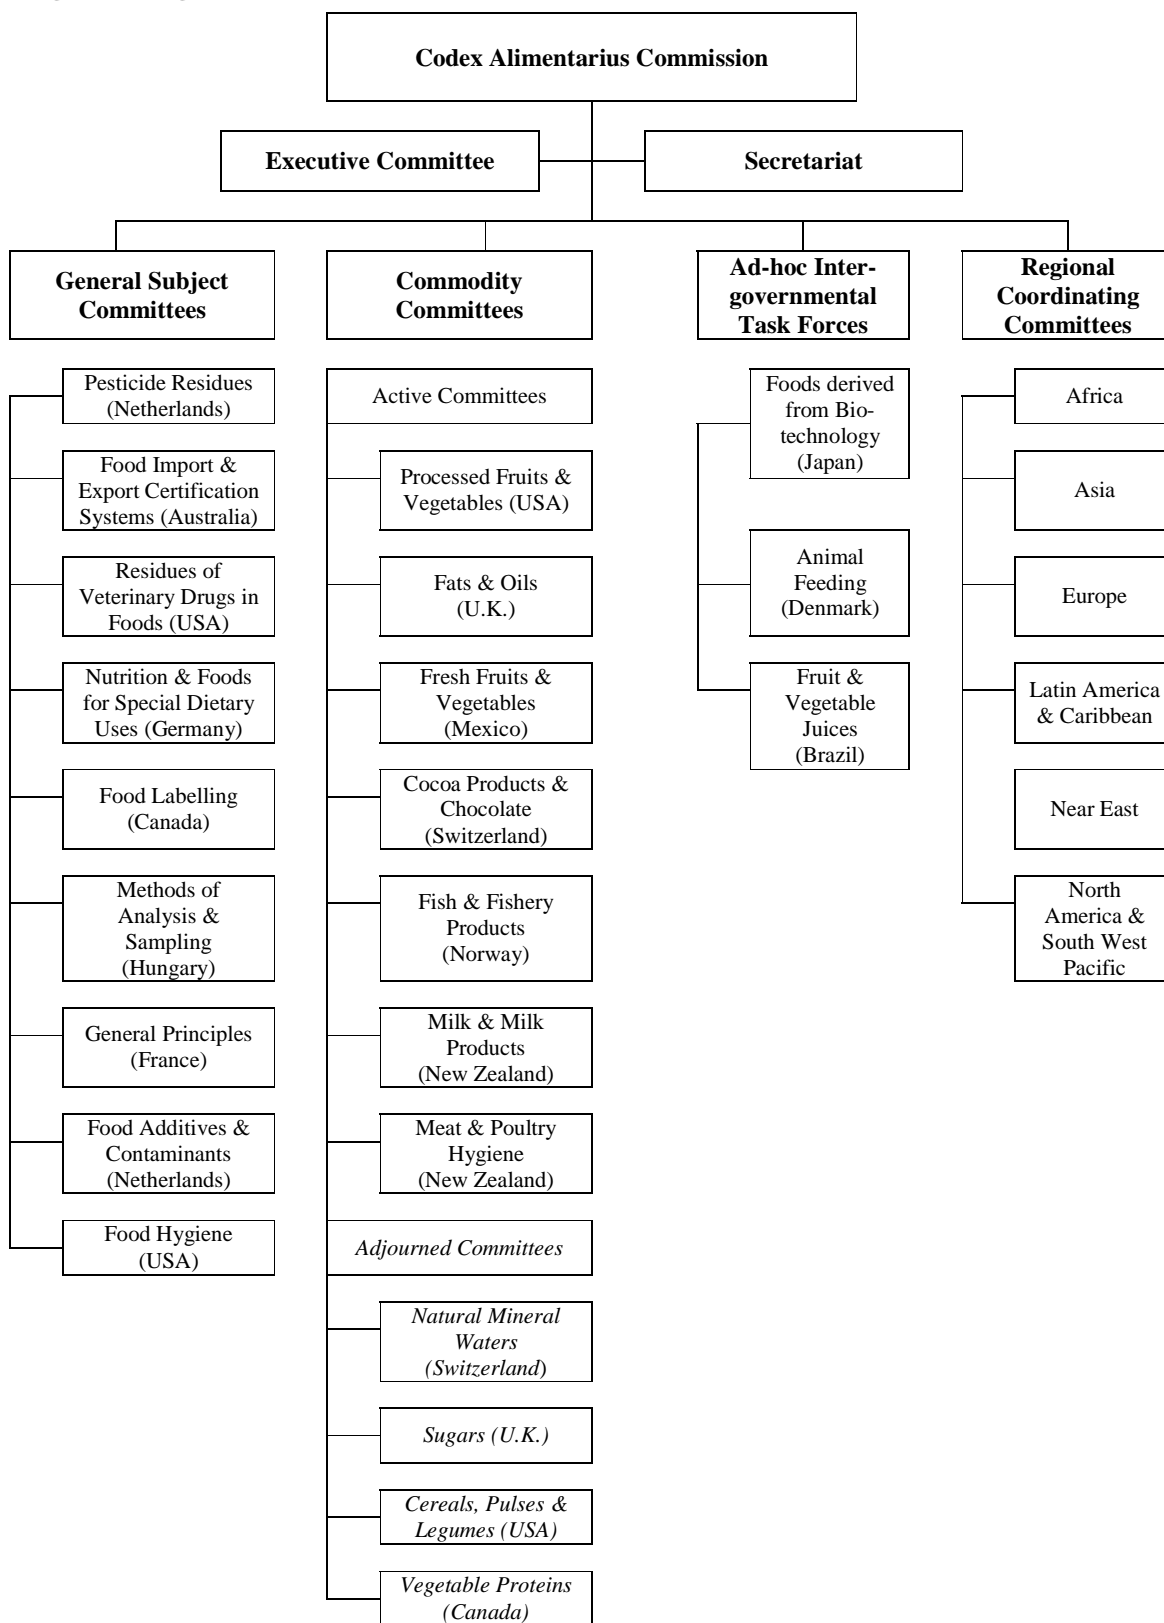 Codex Alimentarius Commission
Executive Committee
Secretariat
General Subject
Committees
Commodity
Committees
Ad-hoc Inter-
governmental
Task Forces
Regional
Coordinating
Committees
Pesticide Residues
(Netherlands)
Food Import &
Export Certification
Systems (Australia)
Residues of
Veterinary Drugs in
Foods (USA)
Nutrition & Foods
for Special Dietary
Uses (Germany)
Food Labelling
(Canada)
Methods of
Analysis &
Sampling
(Hungary)
General Principles
(France)
Food Additives &
Contaminants
(Netherlands)
Food Hygiene
(USA)
Active Committees
Processed Fruits &
Vegetables (USA)
Fats & Oils
(U.K.)
Fresh Fruits &
Vegetables
(Mexico)
Cocoa Products &
Chocolate
(Switzerland)
Fish & Fishery
Products
(Norway)
Milk & Milk
Products
(New Zealand)
Meat & Poultry
Hygiene
(New Zealand)
Adjourned Committees
Natural Mineral
Waters
(Switzerland)
Sugars (U.K.)
Cereals, Pulses &
Legumes (USA)
Vegetable Proteins
(Canada)
Foods derived
from Bio-
technology
(Japan)
Animal
Feeding
(Denmark)
Fruit &
Vegetable
Juices
(Brazil)
Africa
Asia
Europe
Latin America
& Caribbean
Near East
North
America &
South West
Pacific